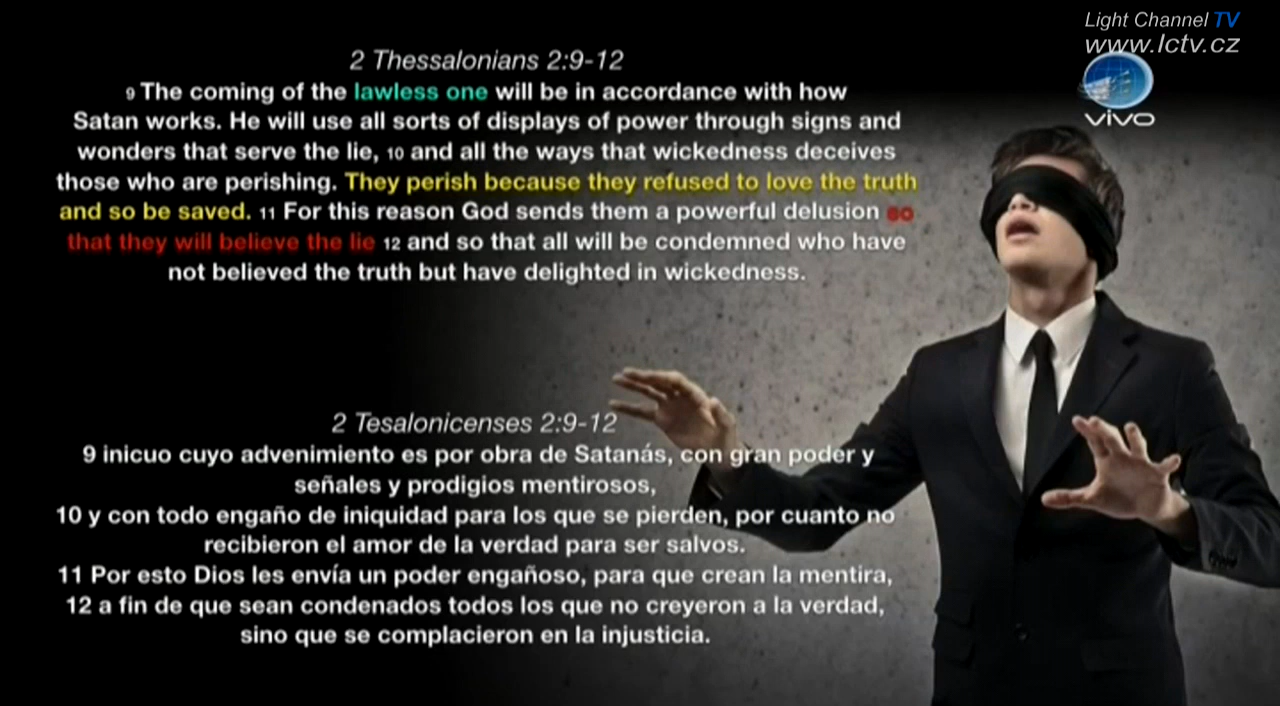 Light Channel TV
www.lctv.cz
VIVO
2 Thessalonians 2:9-12
9 The coming of the lawless one will be in accordance with how
Satan works. He will use all sorts of displays of power through signs and
wonders that serve the lie, 10 and all the ways that wickedness deceives
those who are perishing. They perish because they refused to love the truth
and so be saved. 11 For this reason God sends them a powerful delusion so
that they will believe the lie 12 and so that all will be condemned who have
not believed the truth but have delighted in wickedness.
2 Tesalonicenses 2:9-12
9 inicuo cuyo advenimiento es por obra de Satanás, con gran poder y
señales y prodigios mentirosos,
10 y con todo engaño de iniquidad para los que se pierden, por cuanto no
recibieron el amor de la verdad para ser salvos.
11 Por esto Dios les envía un poder engañoso, para que crean la mentira,
12 a fin de que sean condenados todos los que no creyeron a la verdad,
sino que se complacieron en la injusticia.